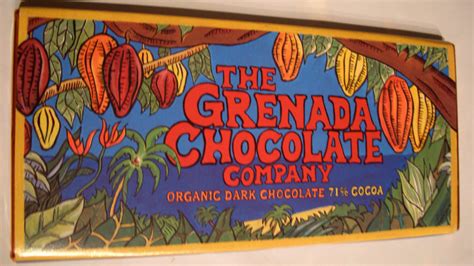 THE
GRENADA
CHOCOLATE
COMPANY
ORGANIC DARK CHOCOLATE 71% COCOA